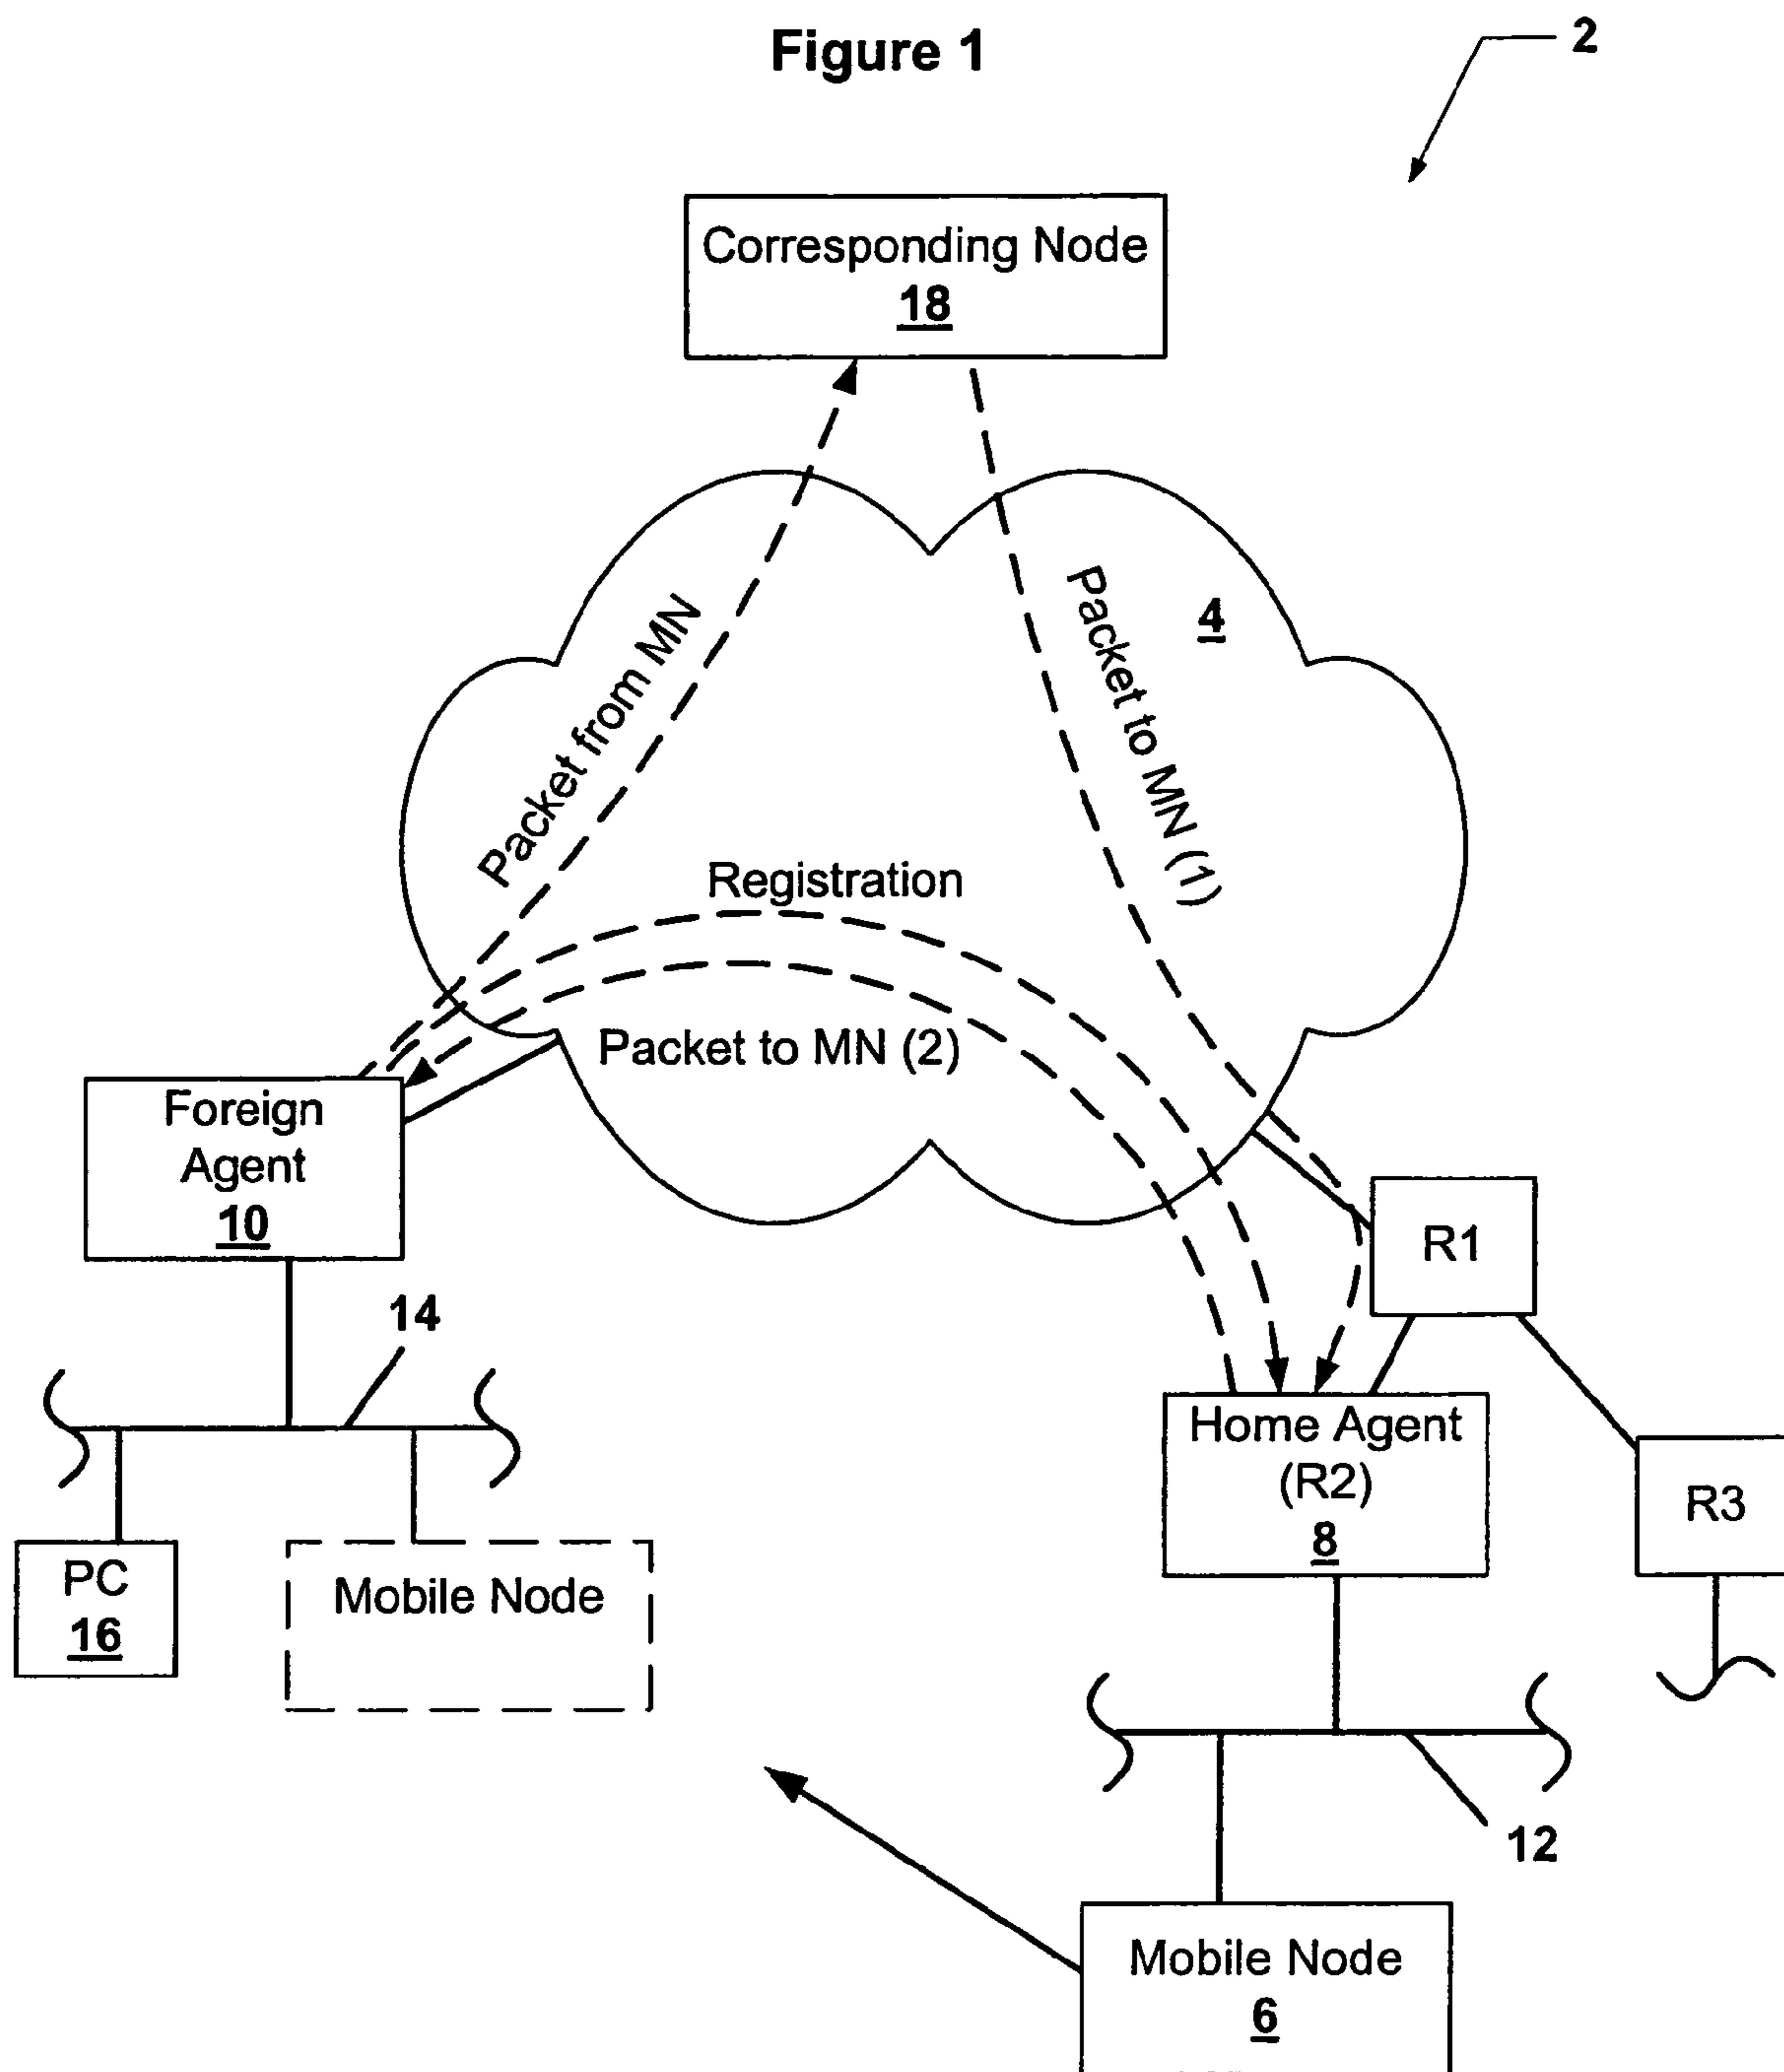 Figure 1
2
Corresponding Node
18
4
Packet from MN
Packet to MN (1)
Registration
Packet to MN (2)
Foreign
Agent
10
R1
14
Home Agent
(R2)
8
R3
PC
16
Mobile Node
12
Mobile Node
6